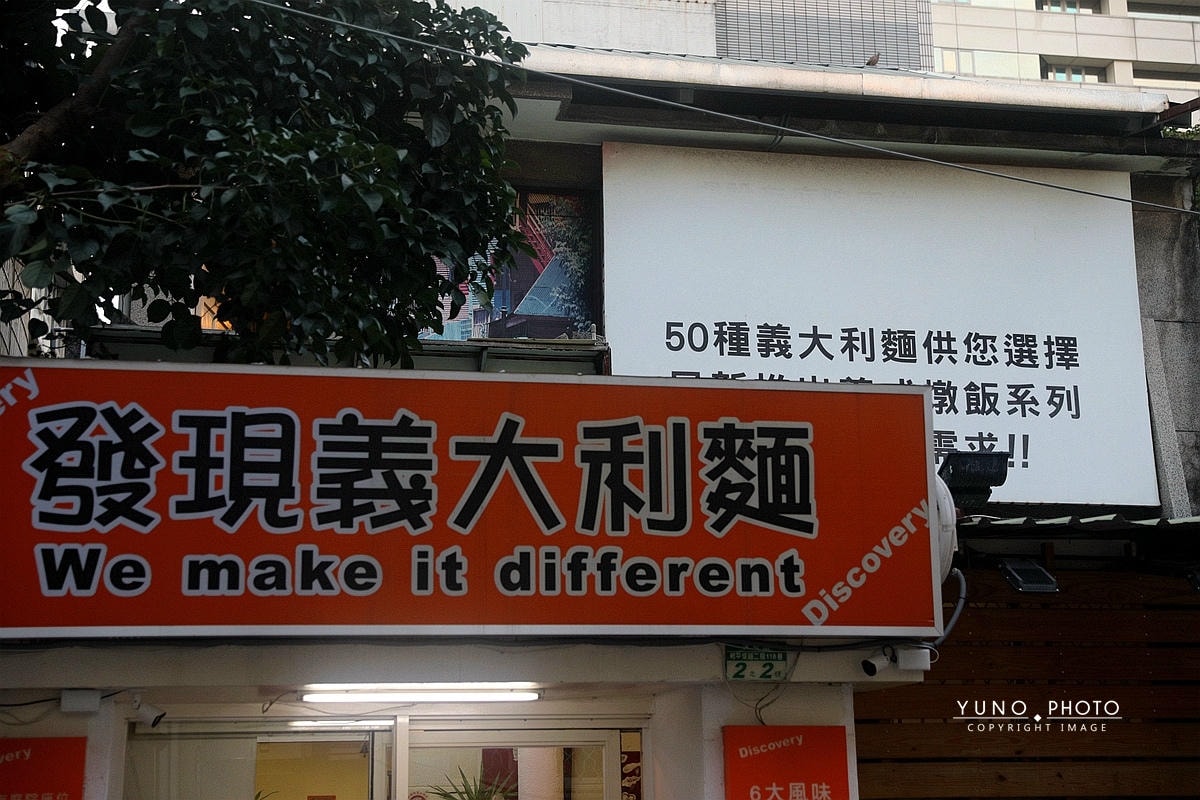 50種義大利麵供您選擇
燉飯系列
需求!!
發現義大利麵
We make it different
Discovery
2之2號
Discovery
6大風味
YUNO PHOTO
COPYRIGHT IMAGE